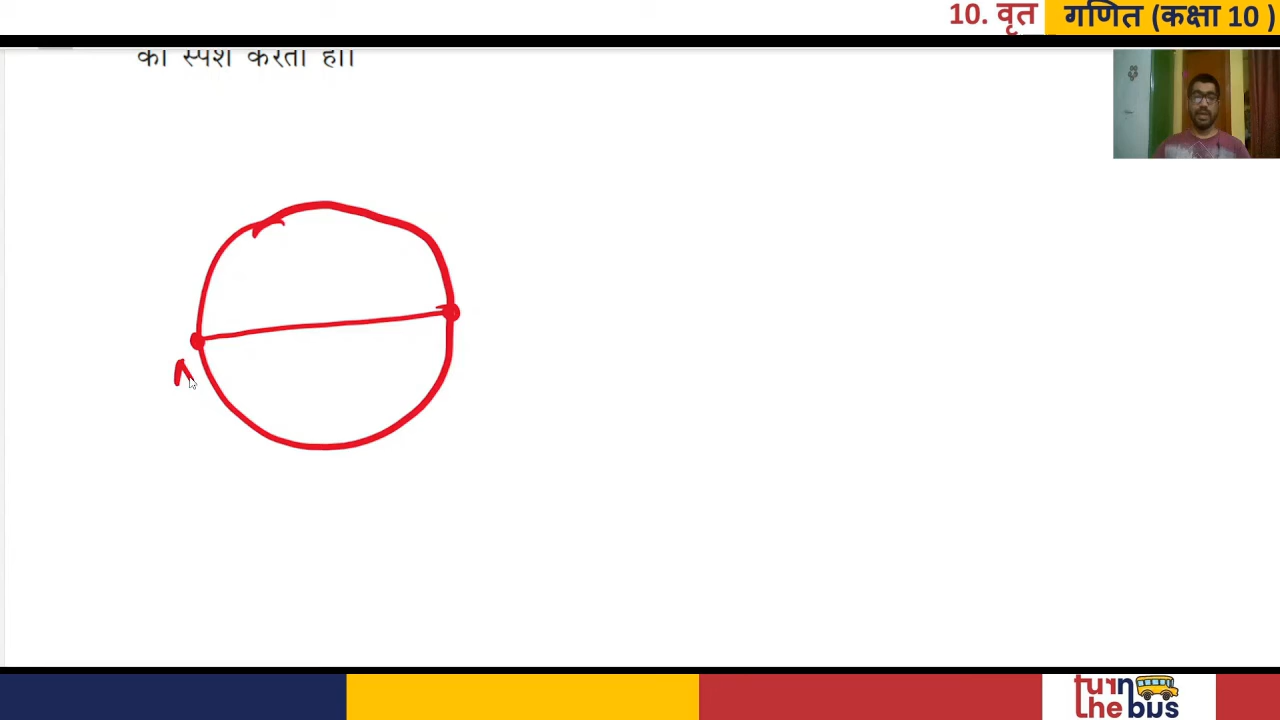 10. वृत गणित (कक्षा 10 )
को स्पर्श करती हो।
turn
the bus